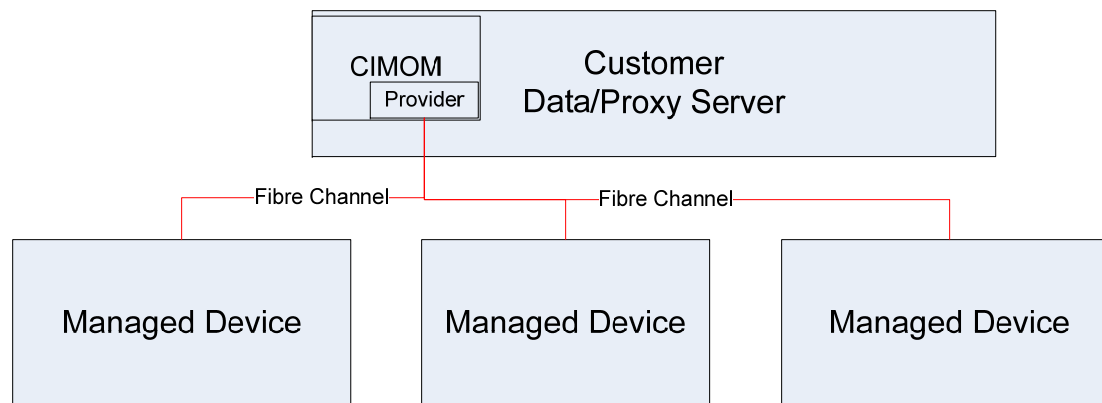 CIMOM
Provider
Customer
Data/Proxy Server
Fibre Channel
Fibre Channel
Managed Device
Managed Device
Managed Device